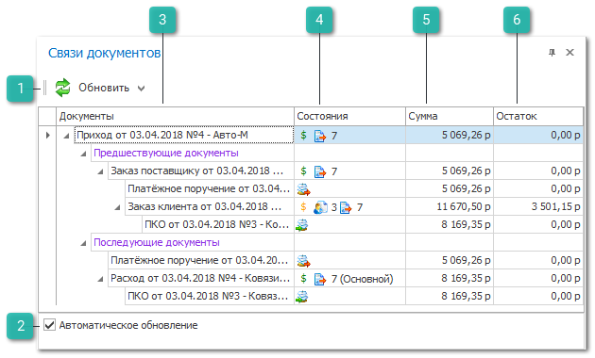 3 4 5 6
Связи документов
1 Обновить
Документы Состояния Сумма Остаток
Приход от 03.04.2018 №4 - Авто-М $ 7 5 069,26 р 0,00 р
Предшествующие документы
Заказ поставщику от 03.04.2018 ... $ 7 5 069,26 р 0,00 р
Платёжное поручение от 03.04... 5 069,26 р 0,00 р
Заказ клиента от 03.04.2018 ... $ 3 7 11 670,50 р 3 501,15 р
ПКО от 03.04.2018 №3 - Ко... 8 169,35 р 0,00 р
Последующие документы
Платёжное поручение от 03.04.20... 5 069,26 р 0,00 р
Расход от 03.04.2018 №4 - Ковязи... $ 7 (Основной) 8 169,35 р 0,00 р
ПКО от 03.04.2018 №3 - Ковяз... 8 169,35 р 0,00 р
2 Автоматическое обновление